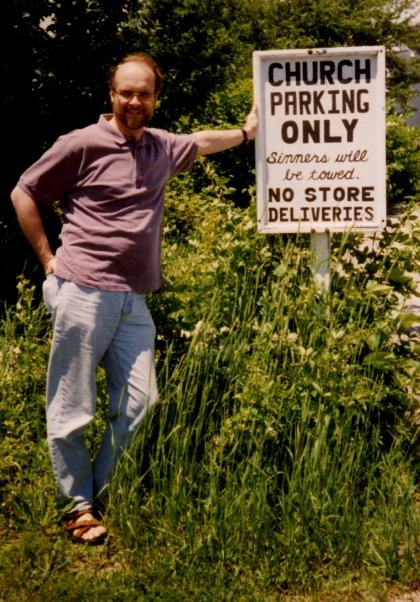 CHURCH
PARKING
ONLY
Sinners will
be towed.
NO STORE
DELIVERIES